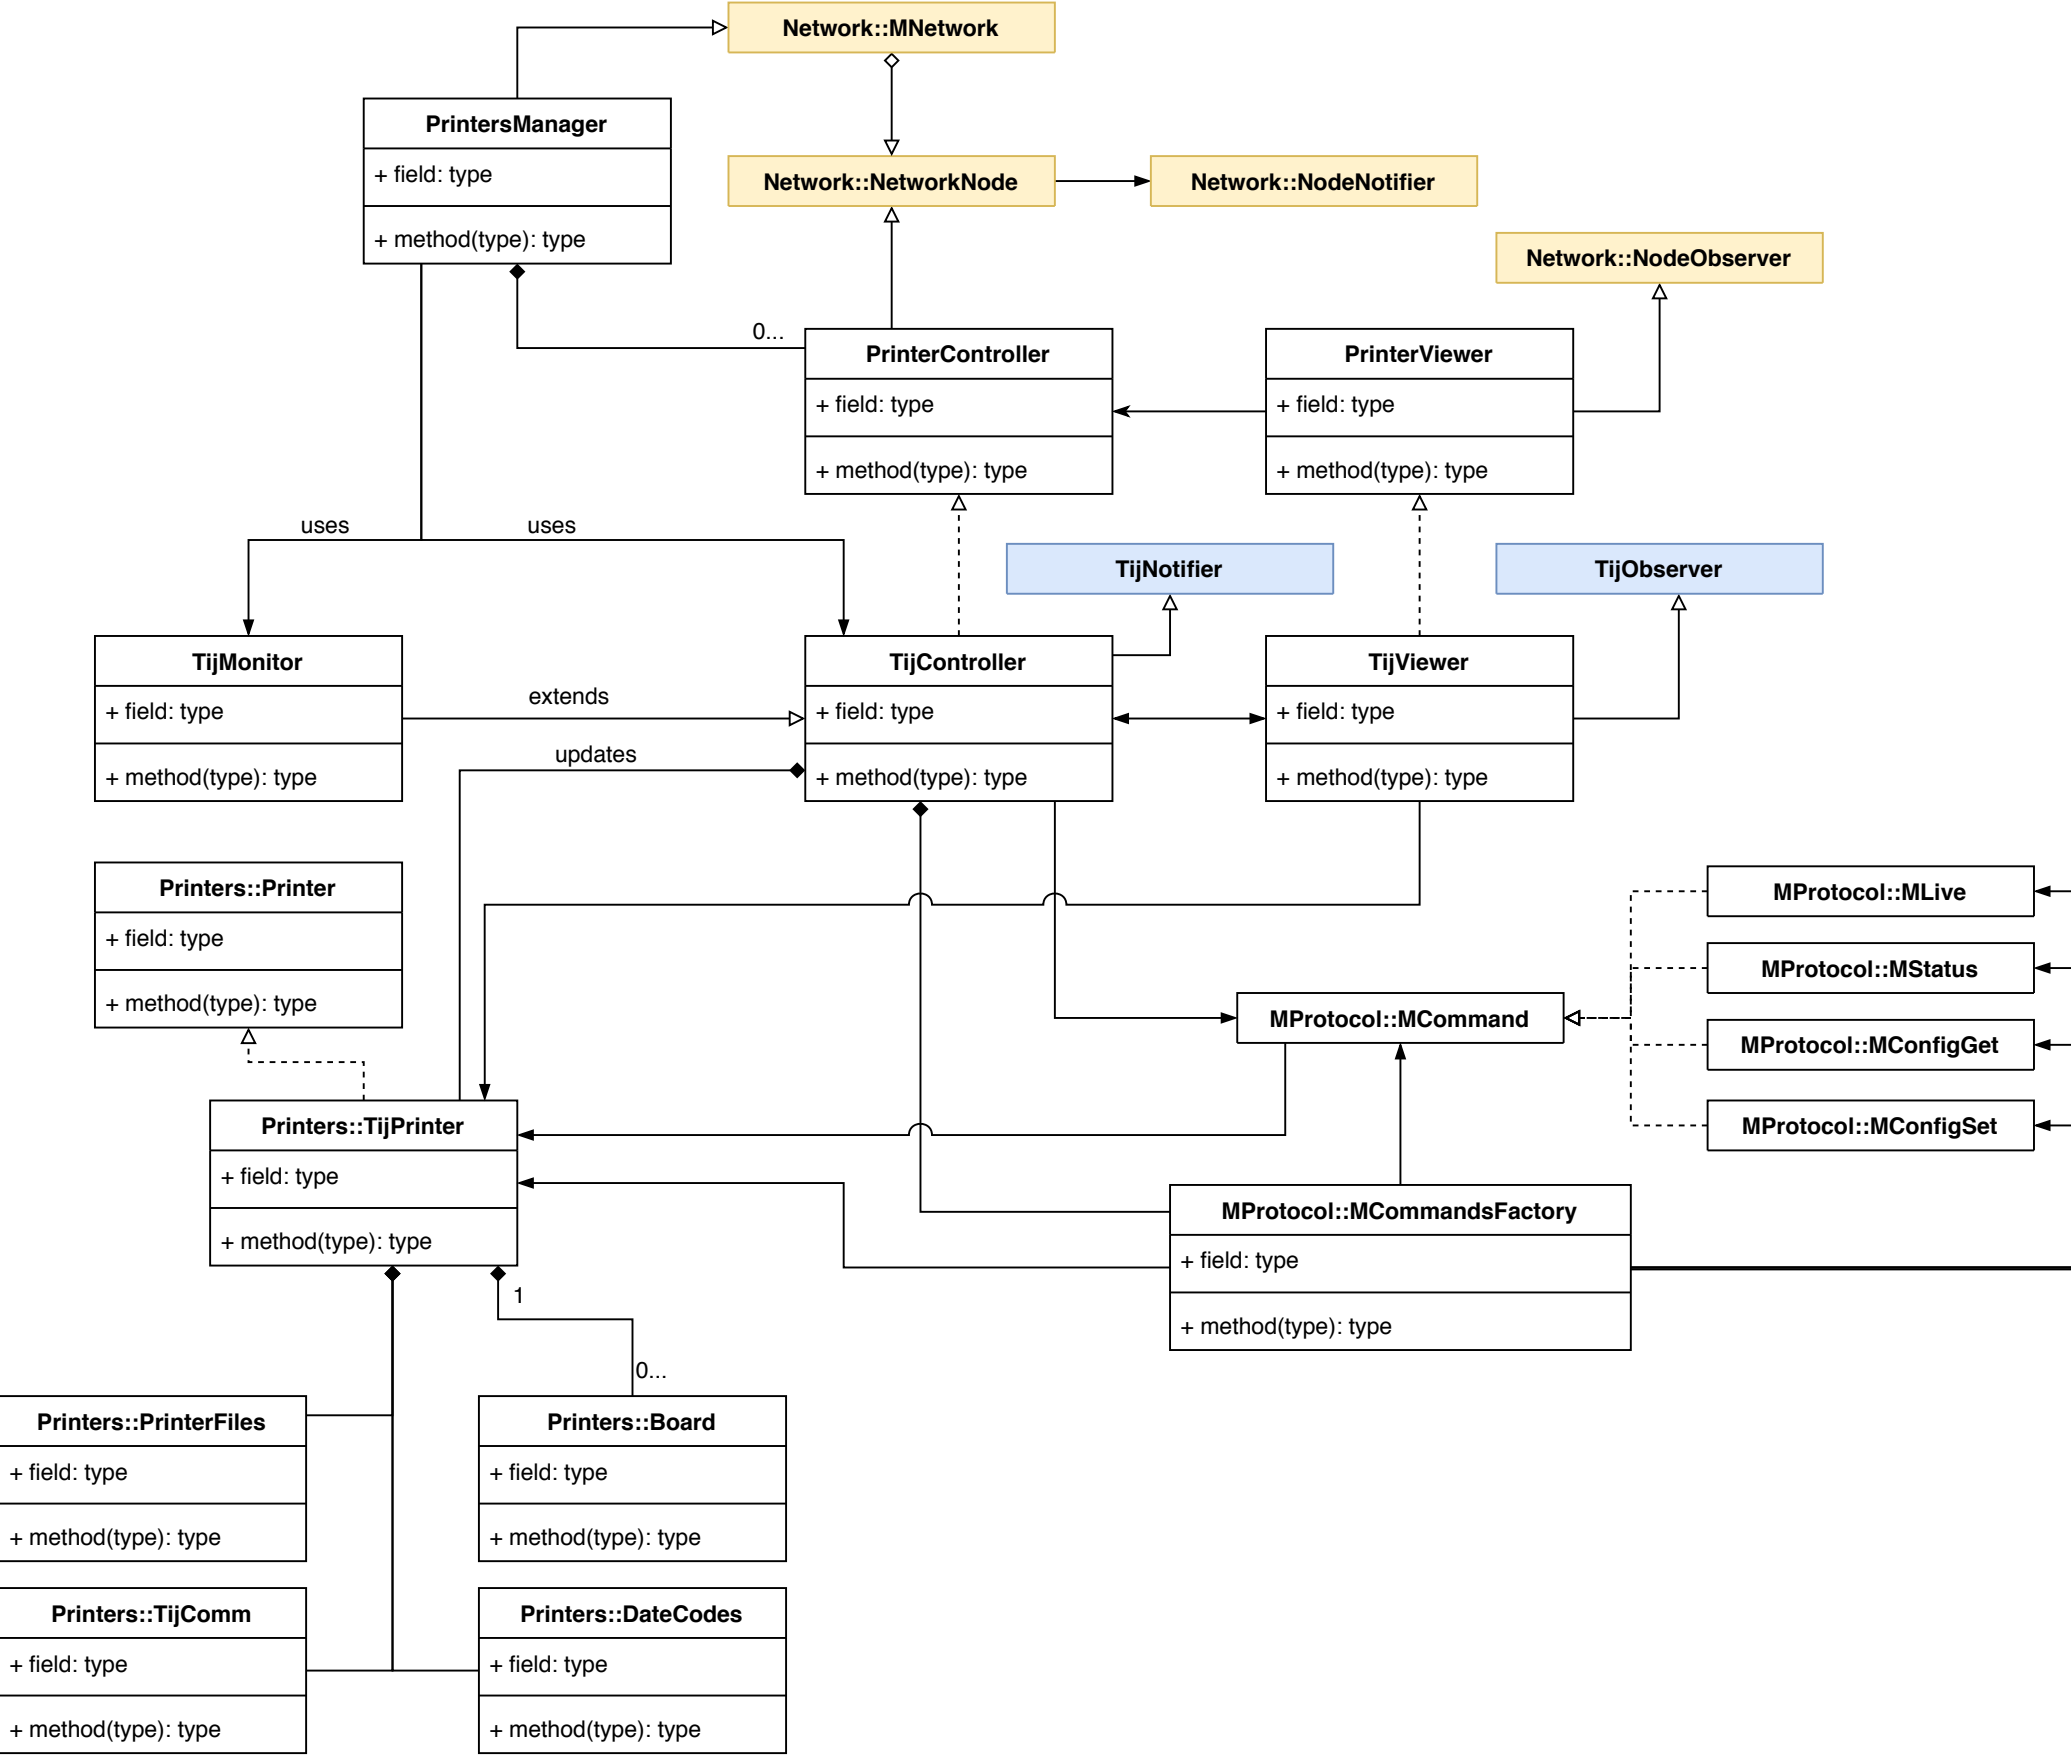 Network::MNetwork
PrintersManager
+ field: type
+ method(type): type
Network::NetworkNode
Network::NodeNotifier
Network::NodeObserver
0...
PrinterController
+ field: type
+ method(type): type
PrinterViewer
+ field: type
+ method(type): type
uses
uses
TijNotifier
TijObserver
TijMonitor
+ field: type
+ method(type): type
extends
updates
TijController
+ field: type
+ method(type): type
TijViewer
+ field: type
+ method(type): type
Printers::Printer
+ field: type
+ method(type): type
MProtocol::MLive
MProtocol::MStatus
MProtocol::MCommand
MProtocol::MConfigGet
MProtocol::MConfigSet
Printers::TijPrinter
+ field: type
+ method(type): type
MProtocol::MCommandsFactory
+ field: type
+ method(type): type
1
0...
Printers::PrinterFiles
+ field: type
+ method(type): type
Printers::Board
+ field: type
+ method(type): type
Printers::TijComm
+ field: type
+ method(type): type
Printers::DateCodes
+ field: type
+ method(type): type